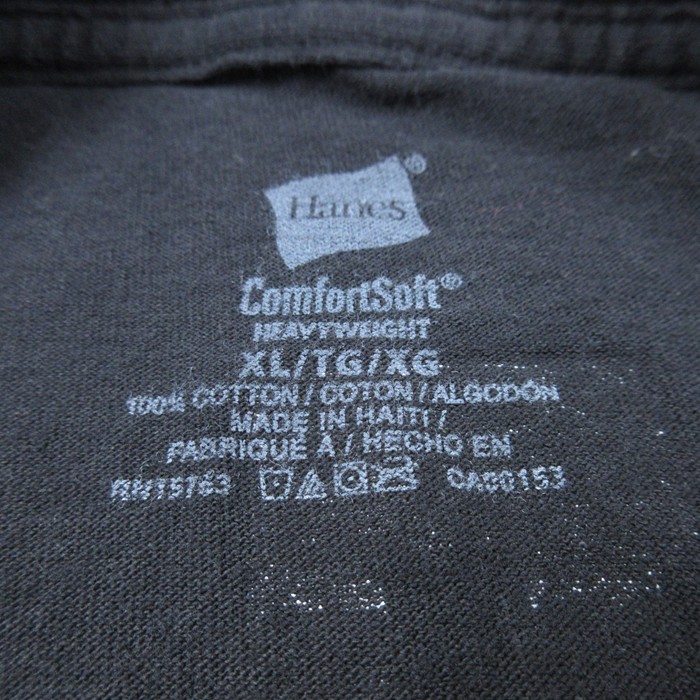 Hanes®
ComfortSoft®
HEAVYWEIGHT
XL/TG/XG
100% COTTON / COTON / ALGODÓN
MADE IN HAITI /
FABRIQUÉ À / HECHO EN
RN15763 CA00153